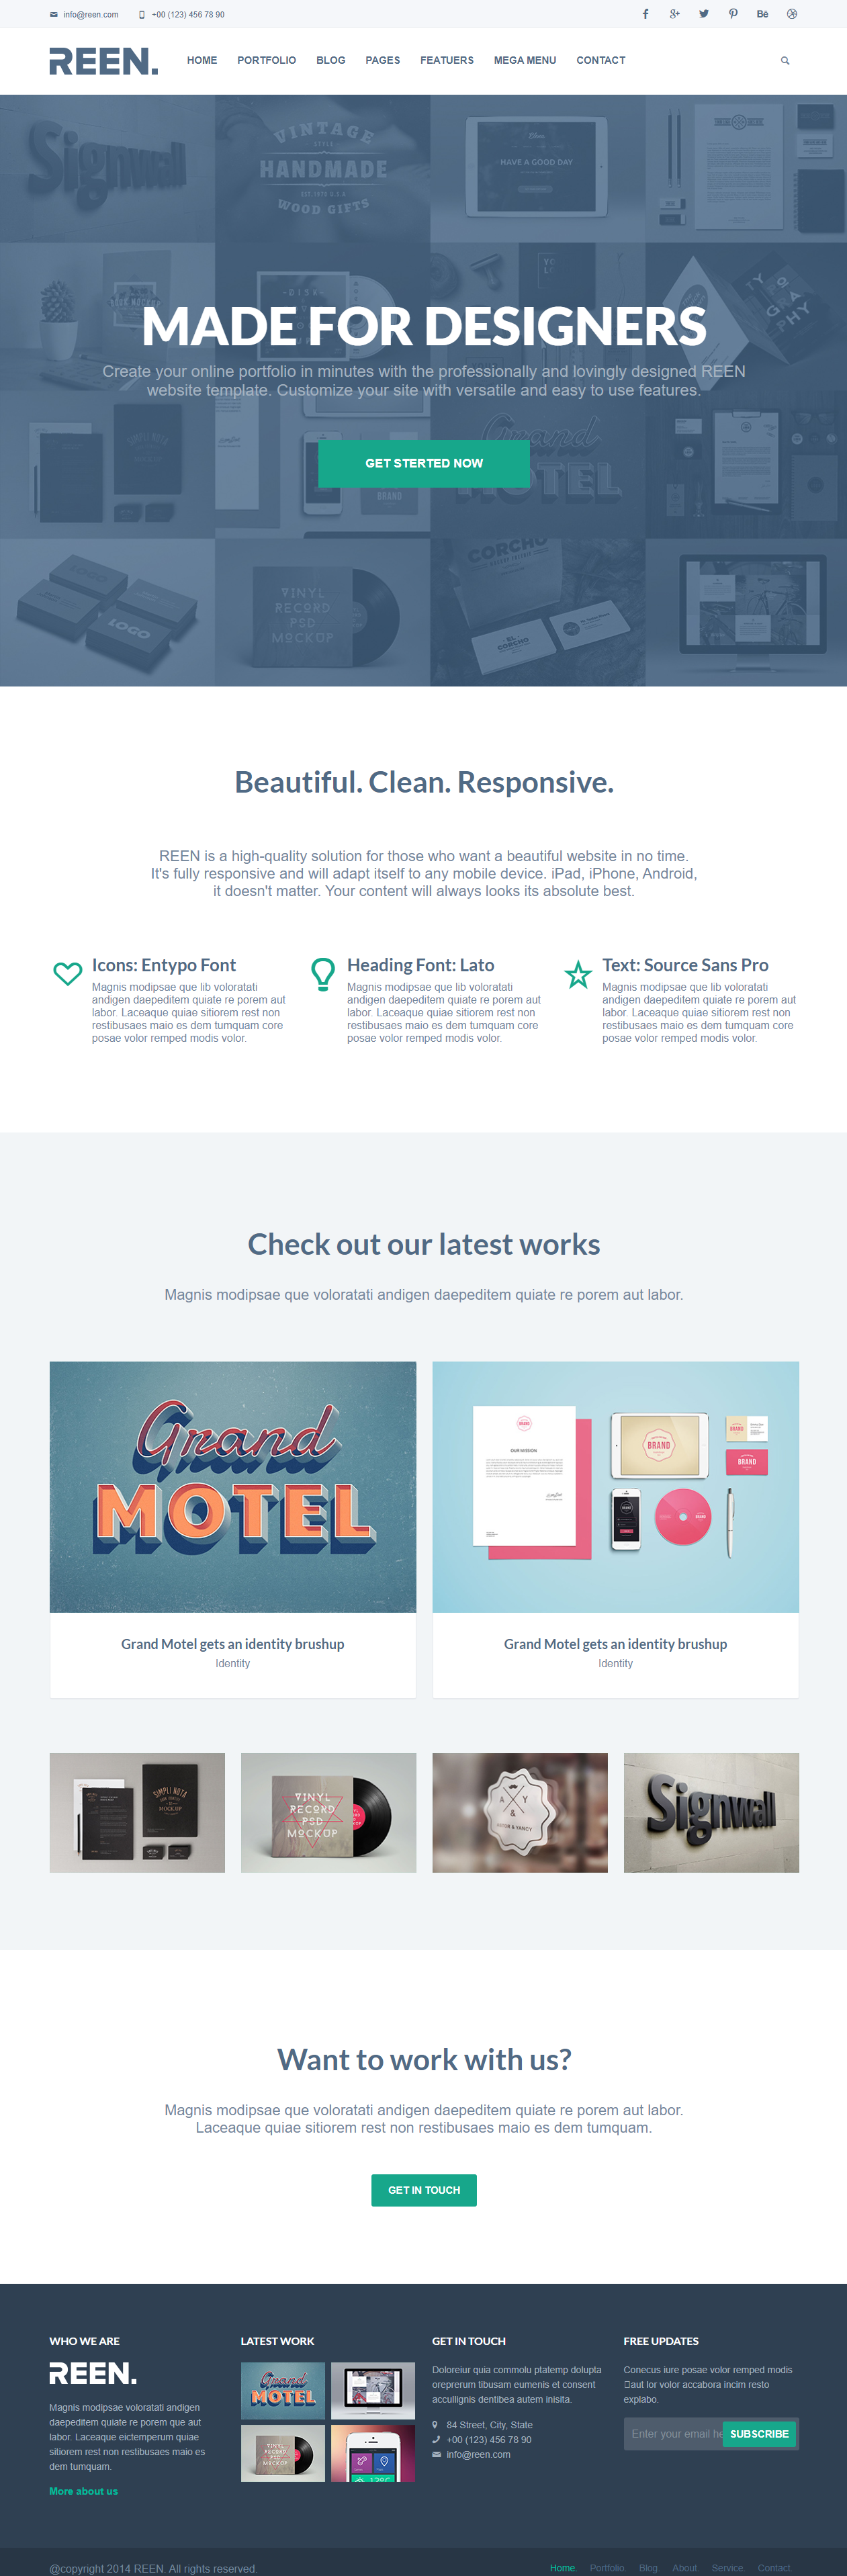 info@reen.com +00 (123) 456 78 90
Bē
REEN. HOME PORTFOLIO BLOG PAGES FEATUERS MEGA MENU CONTACT
Signwall
VINTAGE
STYLE
HANDMADE
EST. 1970 U.S.A
WOOD GIFTS
HAVE A GOOD DAY
MADE FOR DESIGNERS
Create your online portfolio in minutes with the professionally and lovingly designed REEN
website template. Customize your site with versatile and easy to use features.
Grand
MOTEL
GET STERTED NOW
BRAND
LOGO
LOGO
VINYL
RECORD
PSD
MOCKUP
CORCHO
EL
CORCHO
Beautiful. Clean. Responsive.
REEN is a high-quality solution for those who want a beautiful website in no time.
It's fully responsive and will adapt itself to any mobile device. iPad, iPhone, Android,
it doesn't matter. Your content will always looks its absolute best.
Icons: Entypo Font
Magnis modipsae que lib voloratati
andigen daepeditem quiate re porem aut
labor. Laceaque quiae sitiorem rest non
restibusaes maio es dem tumquam core
posae volor remped modis volor.
Heading Font: Lato
Magnis modipsae que lib voloratati
andigen daepeditem quiate re porem aut
labor. Laceaque quiae sitiorem rest non
restibusaes maio es dem tumquam core
posae volor remped modis volor.
Text: Source Sans Pro
Magnis modipsae que lib voloratati
andigen daepeditem quiate re porem aut
labor. Laceaque quiae sitiorem rest non
restibusaes maio es dem tumquam core
posae volor remped modis volor.
Check out our latest works
Magnis modipsae que voloratati andigen daepeditem quiate re porem aut labor.
Grand
MOTEL
OUR MISSION
BRAND
BRAND
BRAND
Grand Motel gets an identity brushup
Identity
Grand Motel gets an identity brushup
Identity
SIMPLI NOTA
MOCKUP
VINYL
RECORD
PSD
MOCKUP
A Y
&
ASTOR & YANCY
Signwall
Want to work with us?
Magnis modipsae que voloratati andigen daepeditem quiate re porem aut labor.
Laceaque quiae sitiorem rest non restibusaes maio es dem tumquam.
GET IN TOUCH
WHO WE ARE
REEN.
Magnis modipsae voloratati andigen
daepeditem quiate re porem que aut
labor. Laceaque eictemperum quiae
sitiorem rest non restibusaes maio es
dem tumquam.
More about us
LATEST WORK
Grand
MOTEL
GET IN TOUCH
Doloreiur quia commolu ptatemp dolupta
oreprerum tibusam eumenis et consent
accullignis dentibea autem inisita.
84 Street, City, State
+00 (123) 456 78 90
info@reen.com
FREE UPDATES
Conecus iure posae volor remped modis
aut lor volor accabora incim resto
explabo.
Enter your email he SUBSCRIBE
@copyright 2014 REEN. All rights reserved.
Home. Portfolio. Blog. About. Service. Contact.